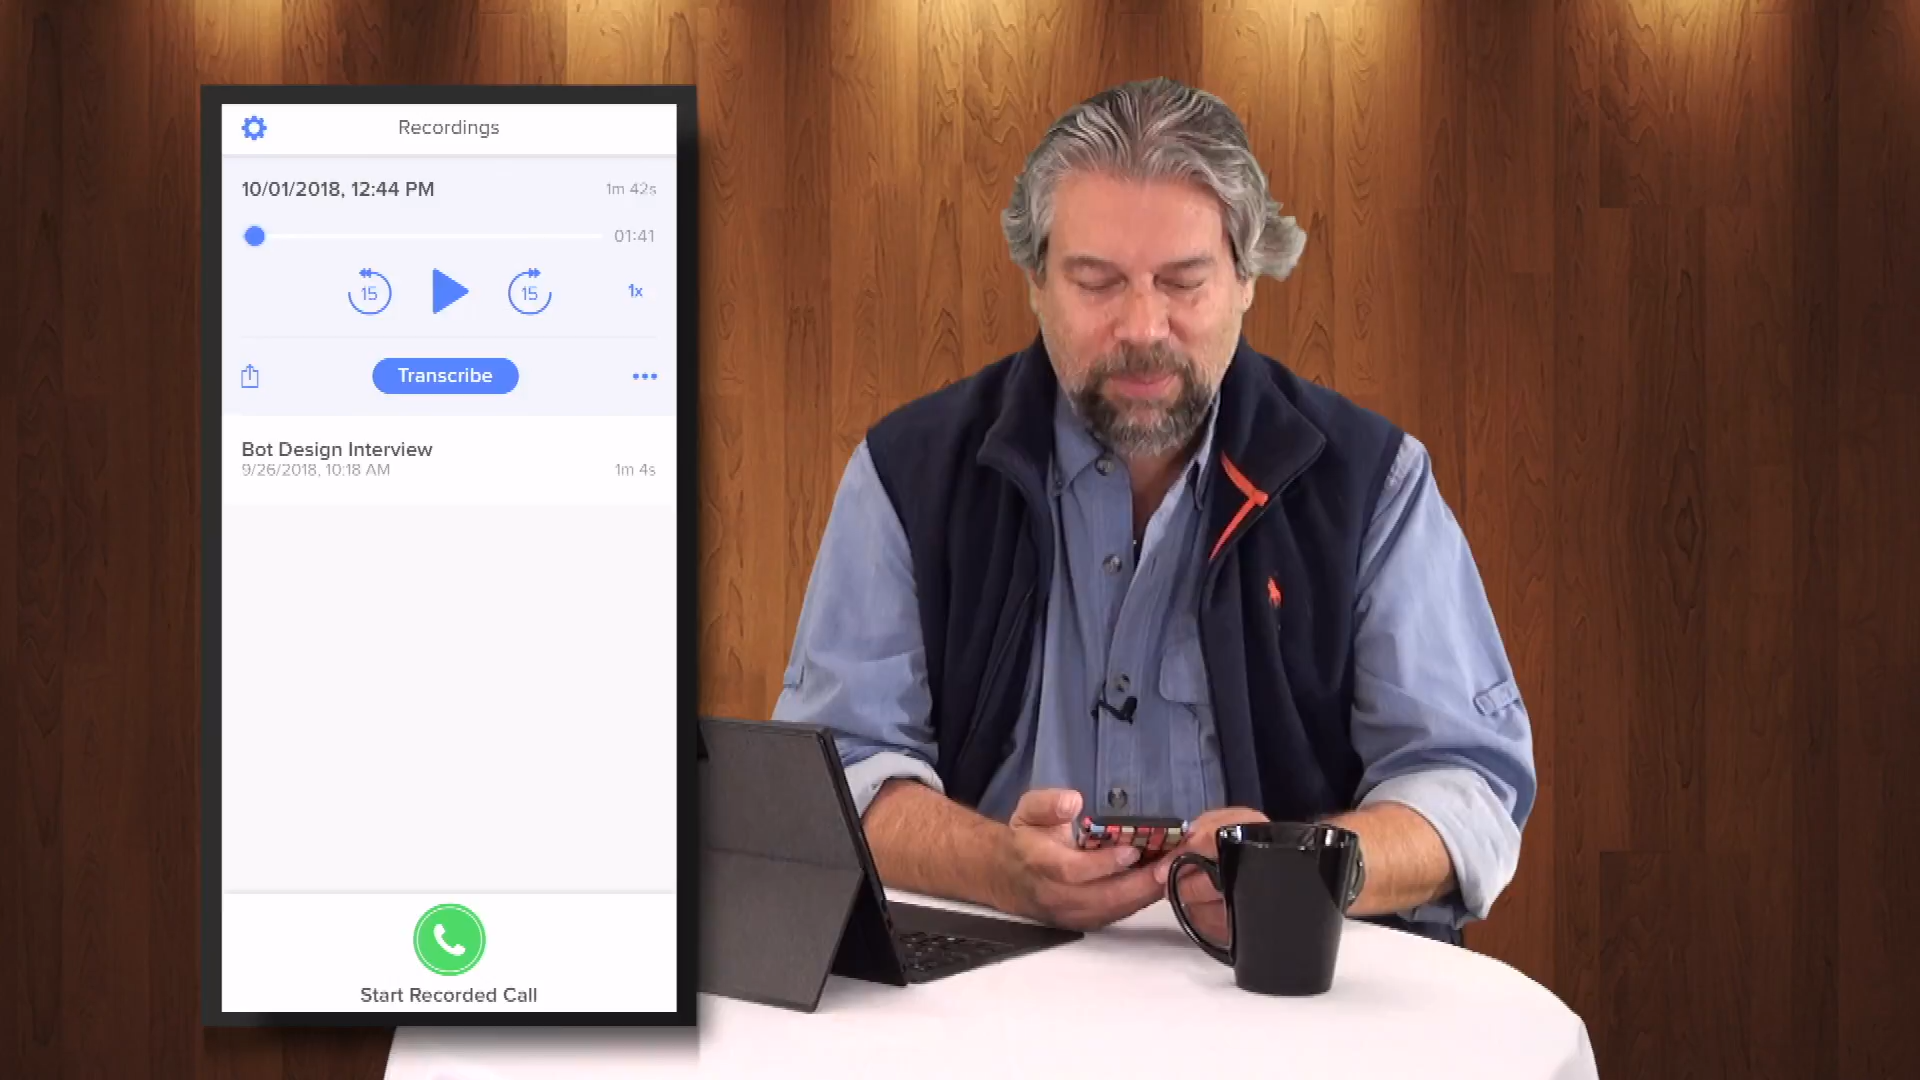 Recordings
10/01/2018, 12:44 PM 1m 42s
01:41
15 15 1x
Transcribe
Bot Design Interview
9/26/2018, 10:18 AM 1m 4s
Start Recorded Call